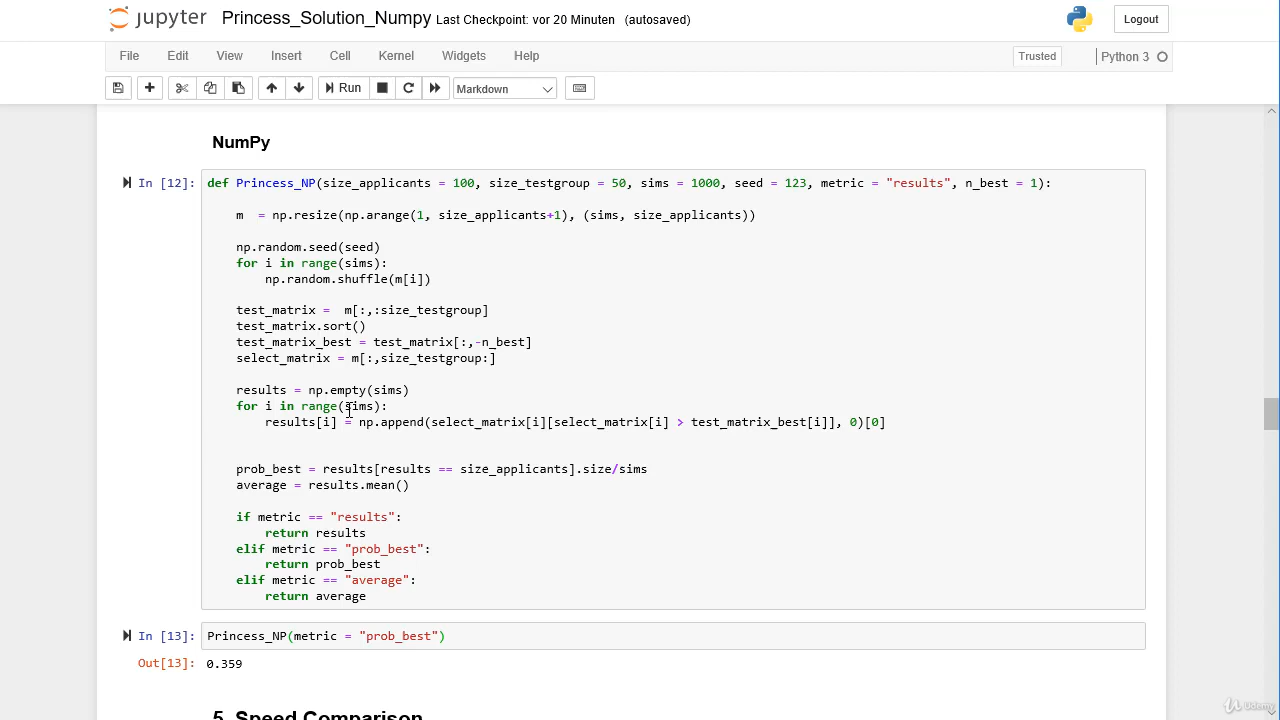 jupyter Princess_Solution_Numpy Last Checkpoint: vor 20 Minuten (autosaved) Logout
File Edit View Insert Cell Kernel Widgets Help Trusted Python 3
Run Markdown
NumPy
In [12]: def Princess_NP(size_applicants = 100, size_testgroup = 50, sims = 1000, seed = 123, metric = "results", n_best = 1):
m = np.resize(np.arange(1, size_applicants+1), (sims, size_applicants))
np.random.seed(seed)
for i in range(sims):
np.random.shuffle(m[i])
test_matrix = m[:,:size_testgroup]
test_matrix.sort()
test_matrix_best = test_matrix[:,-n_best]
select_matrix = m[:,size_testgroup:]
results = np.empty(sims)
for i in range(sims):
results[i] = np.append(select_matrix[i][select_matrix[i] > test_matrix_best[i]], 0)[0]
prob_best = results[results == size_applicants].size/sims
average = results.mean()
if metric == "results":
return results
elif metric == "prob_best":
return prob_best
elif metric == "average":
return average
In [13]: Princess_NP(metric = "prob_best")
Out[13]: 0.359
5. Speed Comparison
Udemy